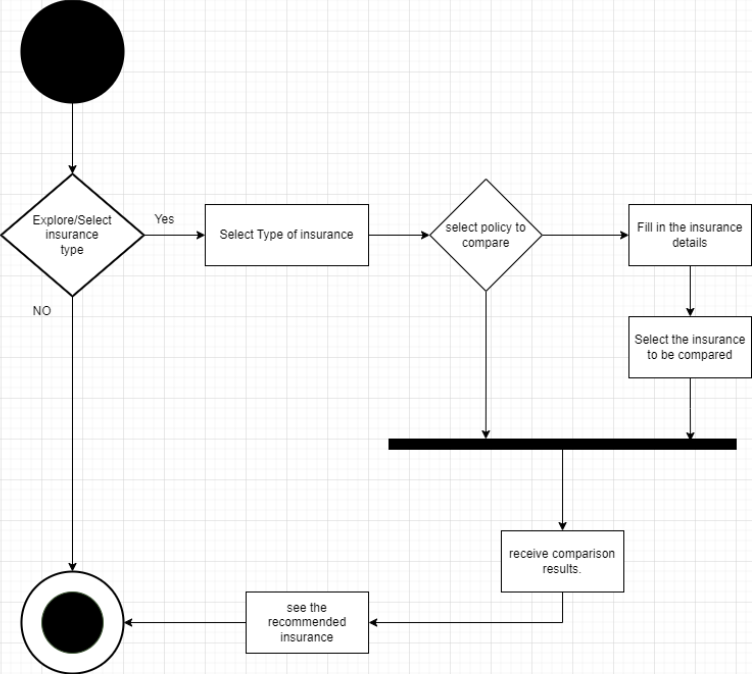 Explore/Select
insurance
type
Yes
Select Type of insurance
select policy to
compare
Fill in the insurance
details
NO
Select the insurance
to be compared
receive comparison
results.
see the
recommended
insurance